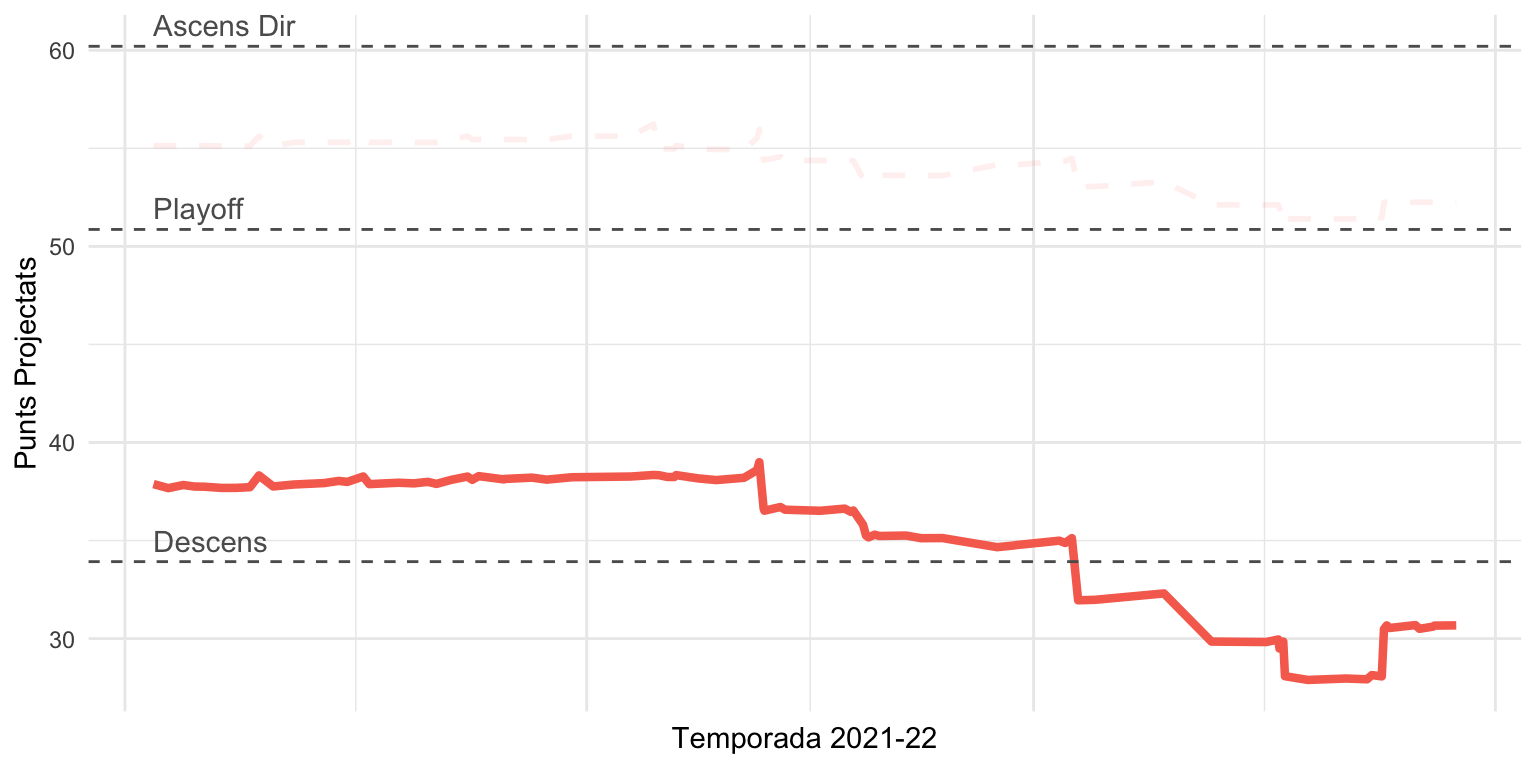 Ascens Dir
60
Playoff
50
Punts Projectats
40
Descens
30
Temporada 2021-22